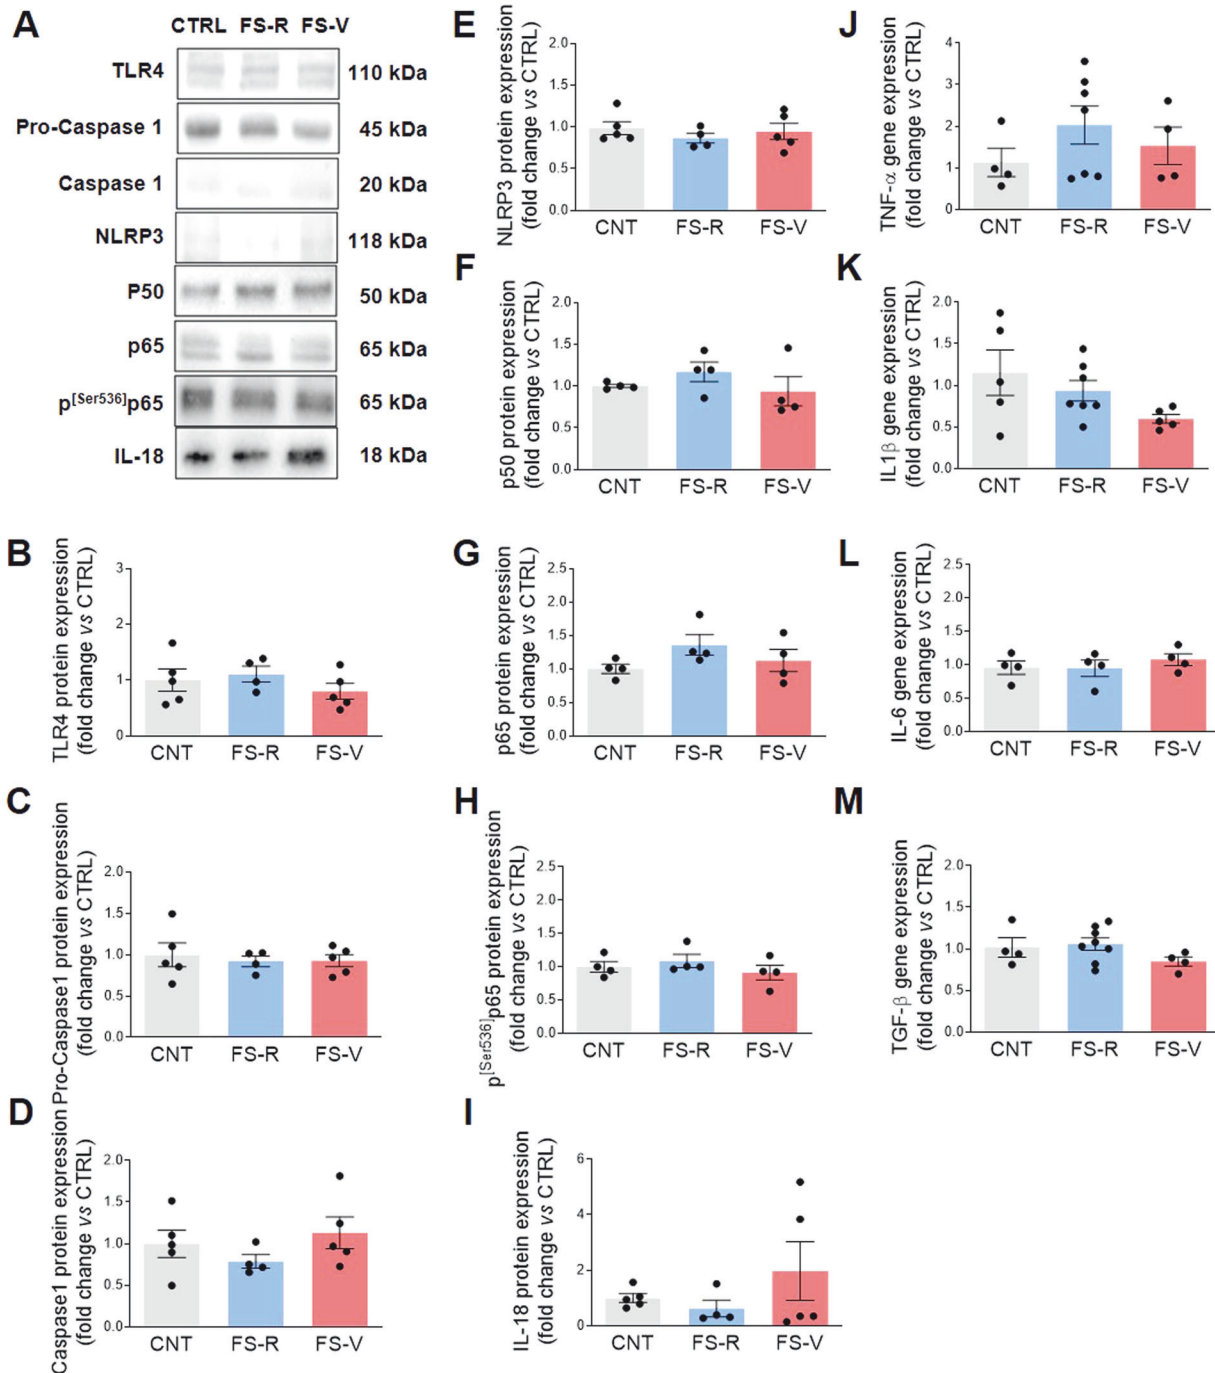 A
CTRL FS-R FS-V
TLR4 110 kDa
Pro-Caspase 1 45 kDa
Caspase 1 20 kDa
NLRP3 118 kDa
P50 50 kDa
p65 65 kDa
p[Ser536]p65 65 kDa
IL-18 18 kDa
B
TLR4 protein expression
(fold change vs CTRL)
3
2
1
0
CNT FS-R FS-V
C
Pro-Caspase1 protein expression
(fold change vs CTRL)
2.0
1.5
1.0
0.5
0.0
CNT FS-R FS-V
D
Caspase1 protein expression
(fold change vs CTRL)
2.0
1.5
1.0
0.5
0.0
CNT FS-R FS-V
E
NLRP3 protein expression
(fold change vs CTRL)
2.0
1.5
1.0
0.5
0.0
CNT FS-R FS-V
F
p50 protein expression
(fold change vs CTRL)
2.0
1.5
1.0
0.5
0.0
CNT FS-R FS-V
G
p65 protein expression
(fold change vs CTRL)
2.5
2.0
1.5
1.0
0.5
0.0
CNT FS-R FS-V
H
p[Ser536]p65 protein expression
(fold change vs CTRL)
2.5
2.0
1.5
1.0
0.5
0.0
CNT FS-R FS-V
I
IL-18 protein expression
(fold change vs CTRL)
6
4
2
0
CNT FS-R FS-V
J
TNF-α gene expression
(fold change vs CTRL)
4
3
2
1
0
CNT FS-R FS-V
K
IL1β gene expression
(fold change vs CTRL)
2.0
1.5
1.0
0.5
0.0
CNT FS-R FS-V
L
IL-6 gene expression
(fold change vs CTRL)
2.5
2.0
1.5
1.0
0.5
0.0
CNT FS-R FS-V
M
TGF-β gene expression
(fold change vs CTRL)
2.0
1.5
1.0
0.5
0.0
CNT FS-R FS-V